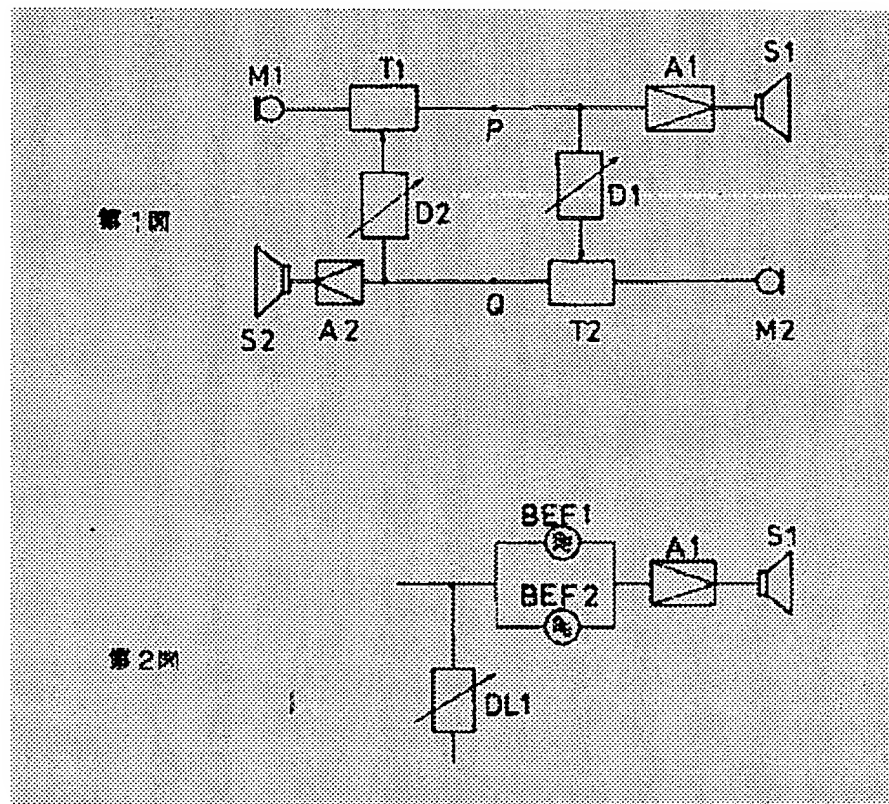 M1 T1 A1 S1
P
D2 D1
第1図
Q
S2 A2 T2 M2
BEF1 A1 S1
BEF2
第2図
DL1